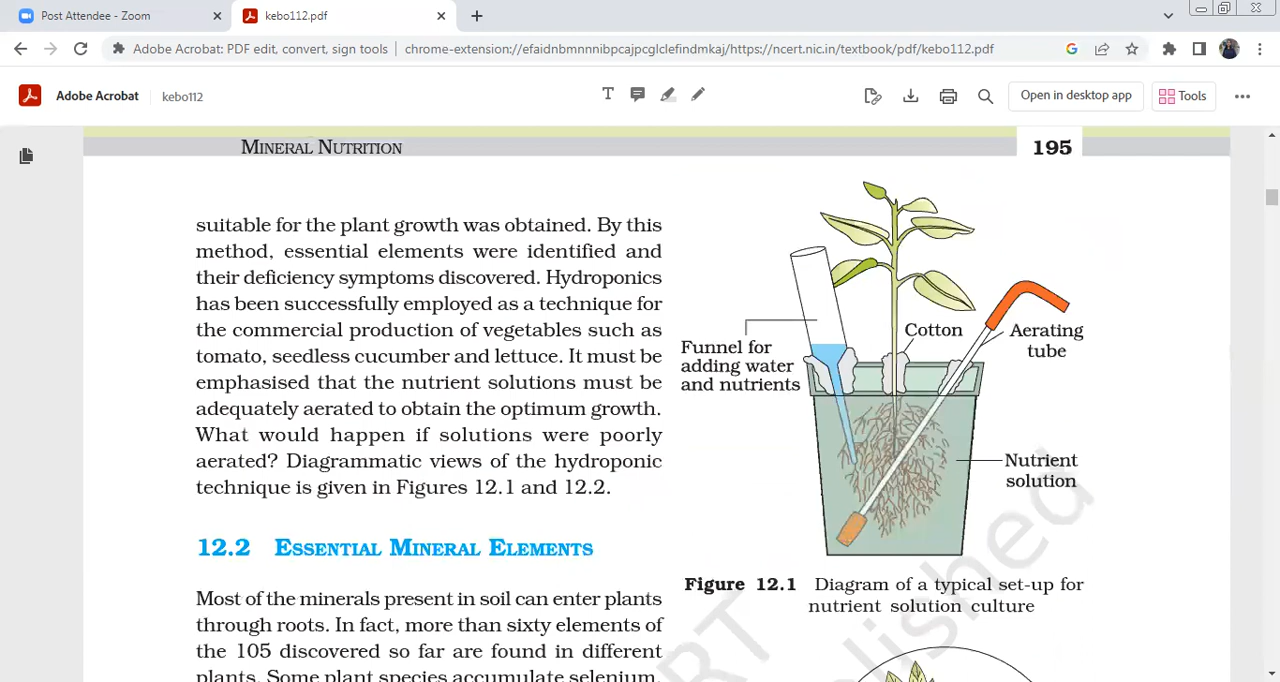 Post Attendee - Zoom
kebo112.pdf
Adobe Acrobat: PDF edit, convert, sign tools | chrome-extension://efaidnbmnnnibpcajpcglclefindmkaj/https://ncert.nic.in/textbook/pdf/kebo112.pdf
Adobe Acrobat
kebo112
Open in desktop app
Tools
MINERAL NUTRITION
195
suitable for the plant growth was obtained. By this
method, essential elements were identified and
their deficiency symptoms discovered. Hydroponics
has been successfully employed as a technique for
the commercial production of vegetables such as
tomato, seedless cucumber and lettuce. It must be
emphasised that the nutrient solutions must be
adequately aerated to obtain the optimum growth.
What would happen if solutions were poorly
aerated? Diagrammatic views of the hydroponic
technique is given in Figures 12.1 and 12.2.
12.2 ESSENTIAL MINERAL ELEMENTS
Most of the minerals present in soil can enter plants
through roots. In fact, more than sixty elements of
the 105 discovered so far are found in different
plants. Some plant species accumulate selenium,
Funnel for
adding water
and nutrients
Cotton
Aerating
tube
Nutrient
solution
Figure 12.1 Diagram of a typical set-up for
nutrient solution culture